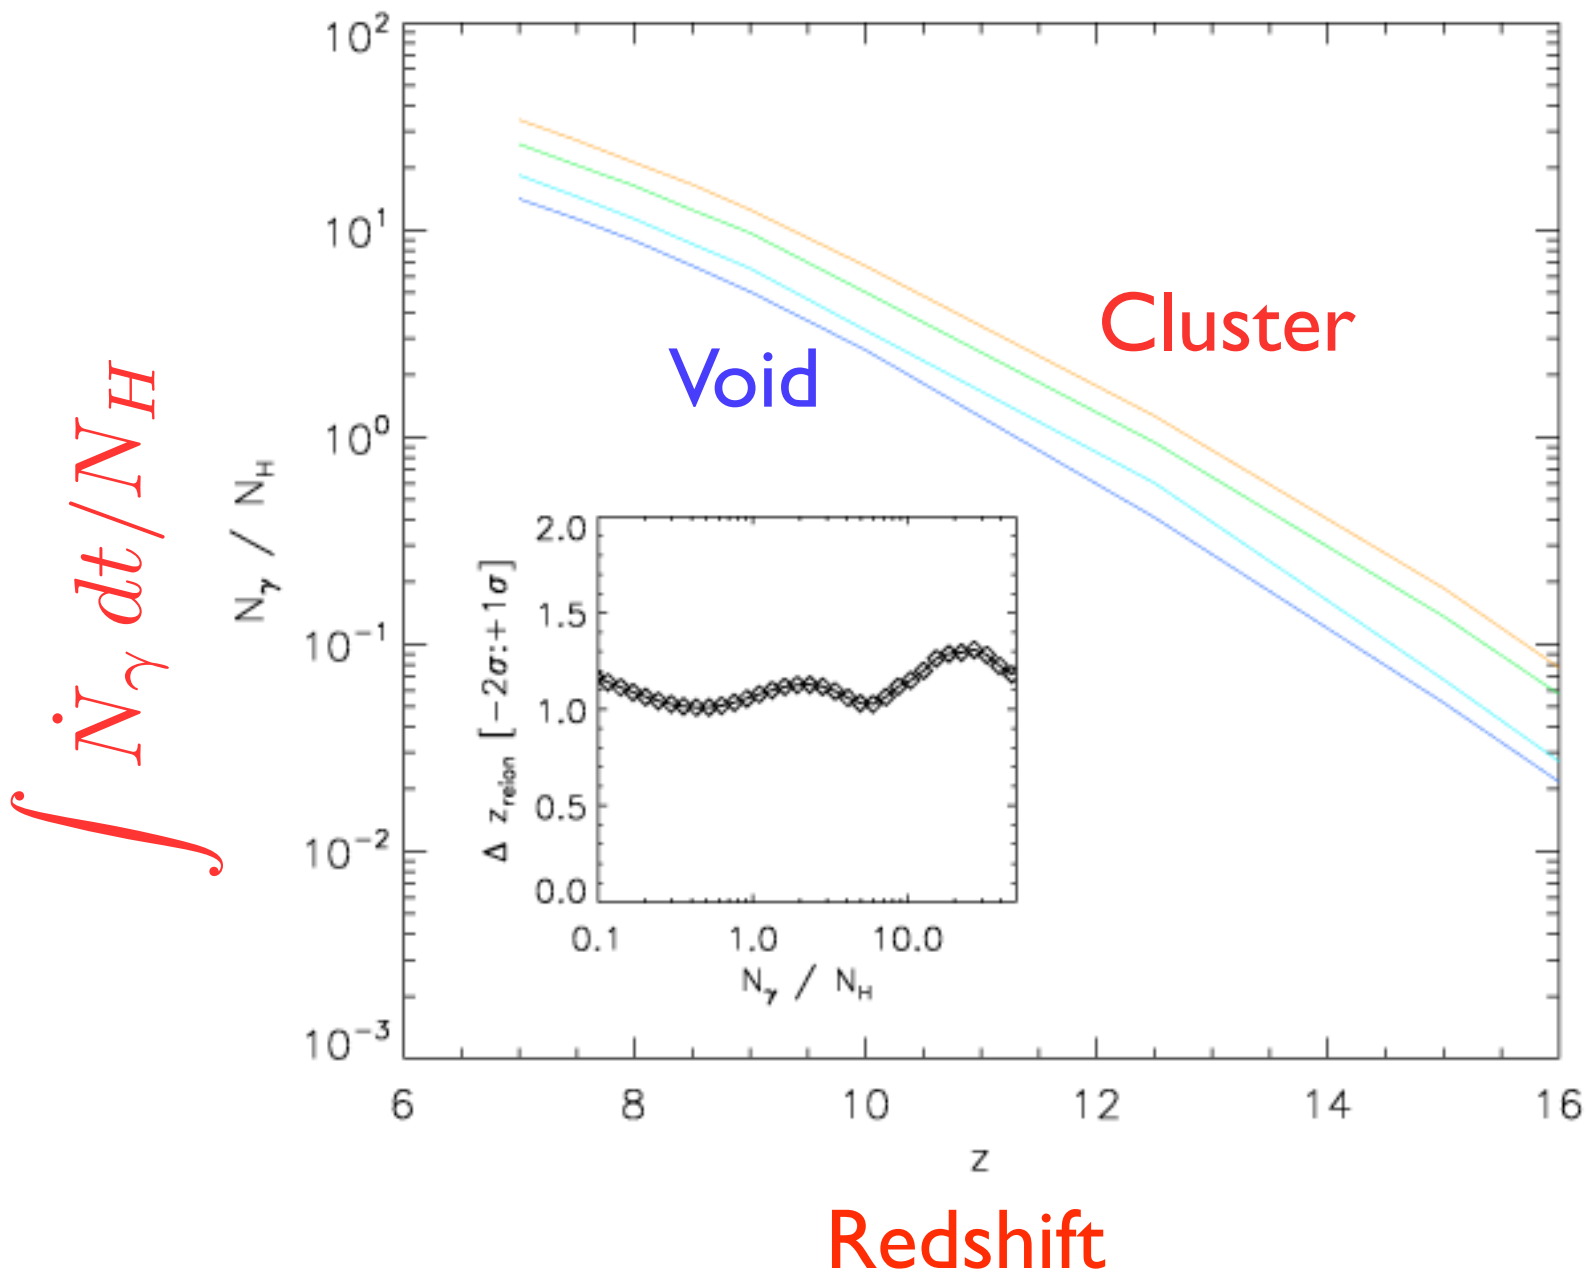 ∫ Ṅ_γ dt/N_H
N_γ / N_H
10^2
10^1
10^0
10^-1
10^-2
10^-3
Cluster
Void
Δ z_reion [-2σ:+1σ]
2.0
1.5
1.0
0.5
0.0
0.1 1.0 10.0
N_γ / N_H
6 8 10 12 14 16
z
Redshift